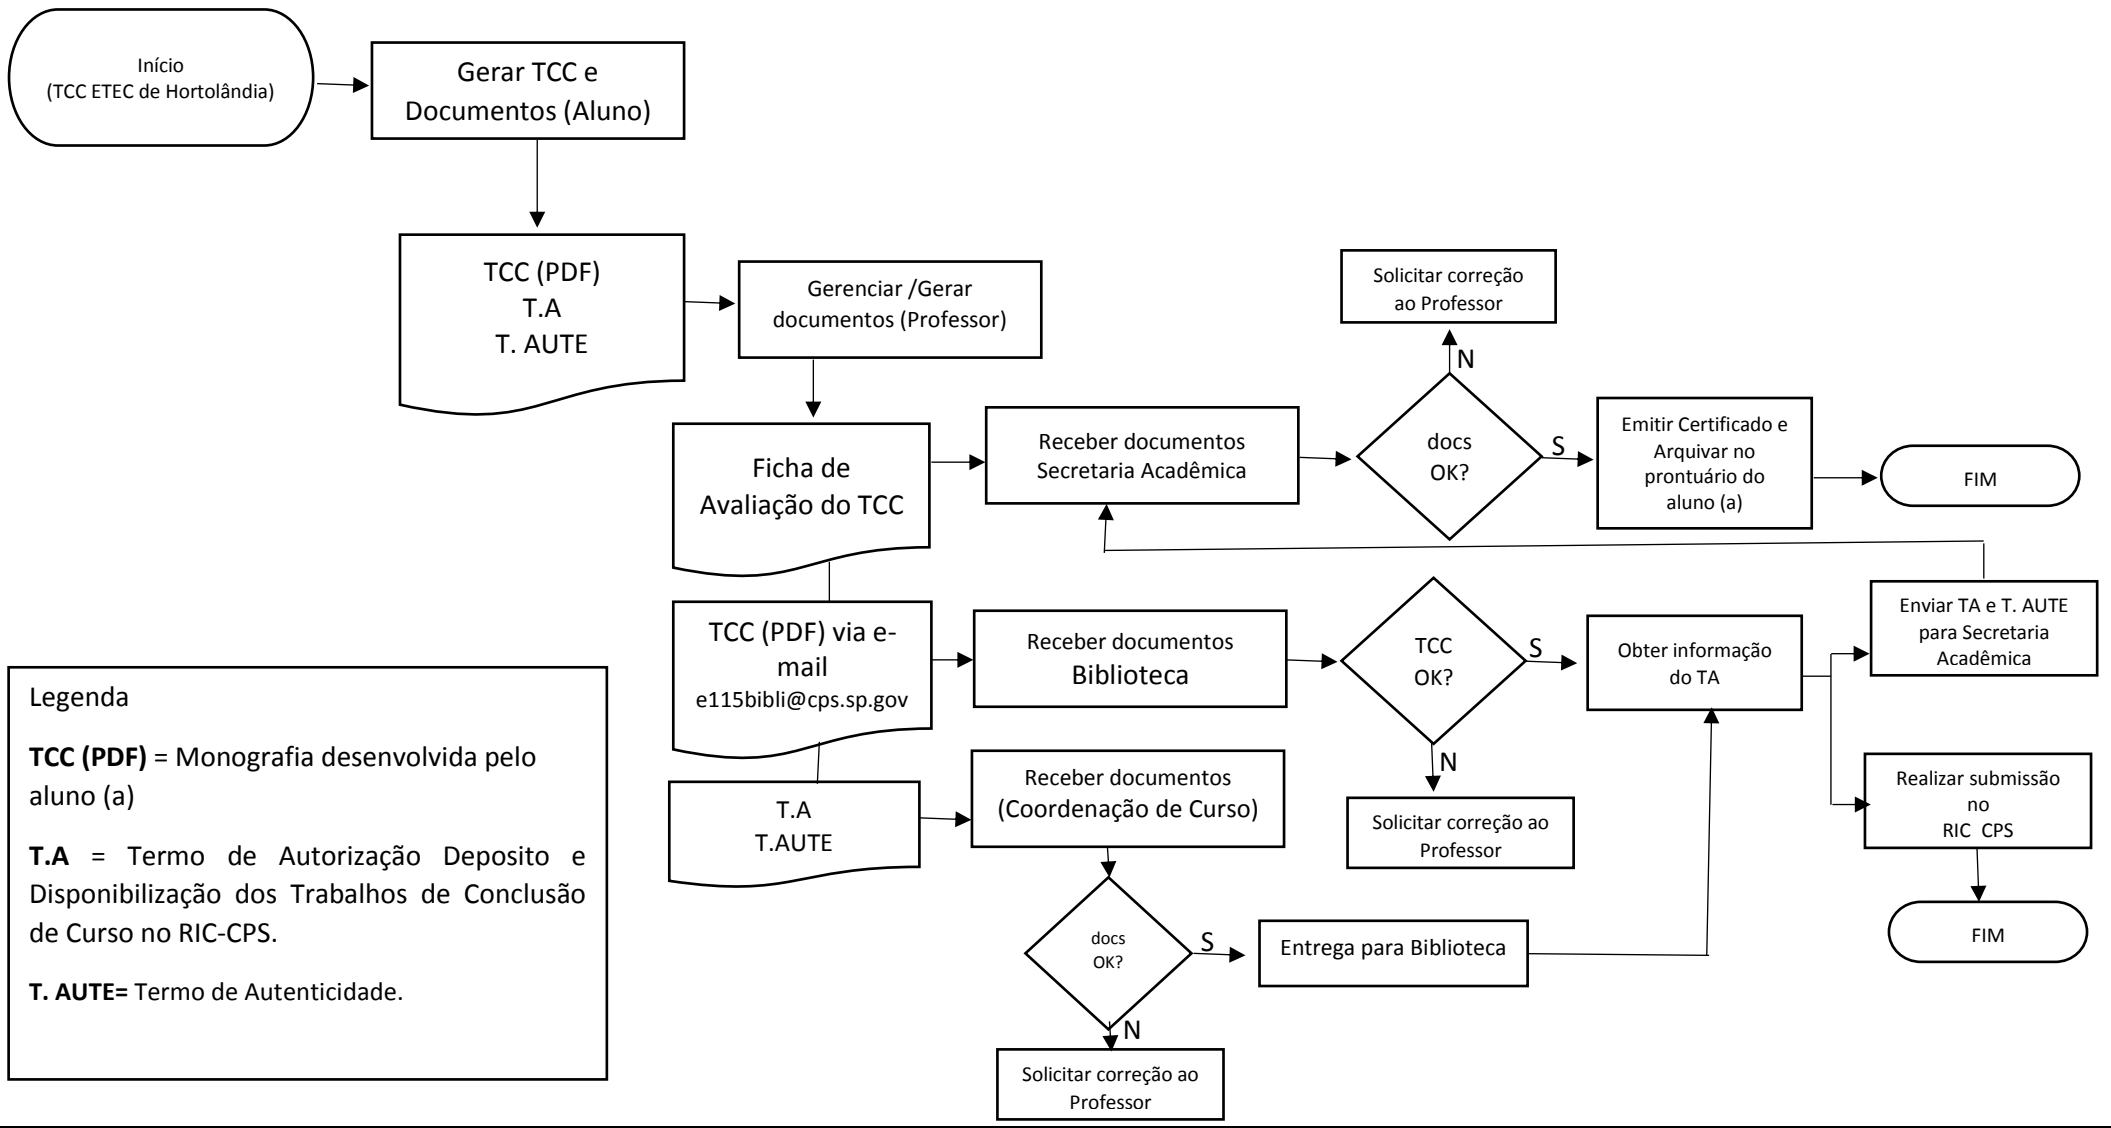 Início
(TCC ETEC de Hortolândia)
Gerar TCC e
Documentos (Aluno)
TCC (PDF)
T.A
T. AUTE
Gerenciar /Gerar
documentos (Professor)
Solicitar correção
ao Professor
N
Ficha de
Avaliação do TCC
Receber documentos
Secretaria Acadêmica
docs
OK?
S
Emitir Certificado e
Arquivar no
prontuário do
aluno (a)
FIM
TCC (PDF) via e-
mail
e115bibli@cps.sp.gov
Receber documentos
Biblioteca
TCC
OK?
S
N
Obter informação
do TA
Enviar TA e T. AUTE
para Secretaria
Acadêmica
Solicitar correção ao
Professor
Realizar submissão
no
RIC CPS
FIM
T.A
T.AUTE
Receber documentos
(Coordenação de Curso)
docs
OK?
S
Entrega para Biblioteca
N
Solicitar correção ao
Professor
Legenda
TCC (PDF) = Monografia desenvolvida pelo
aluno (a)
T.A = Termo de Autorização Deposito e
Disponibilização dos Trabalhos de Conclusão
de Curso no RIC-CPS.
T. AUTE= Termo de Autenticidade.